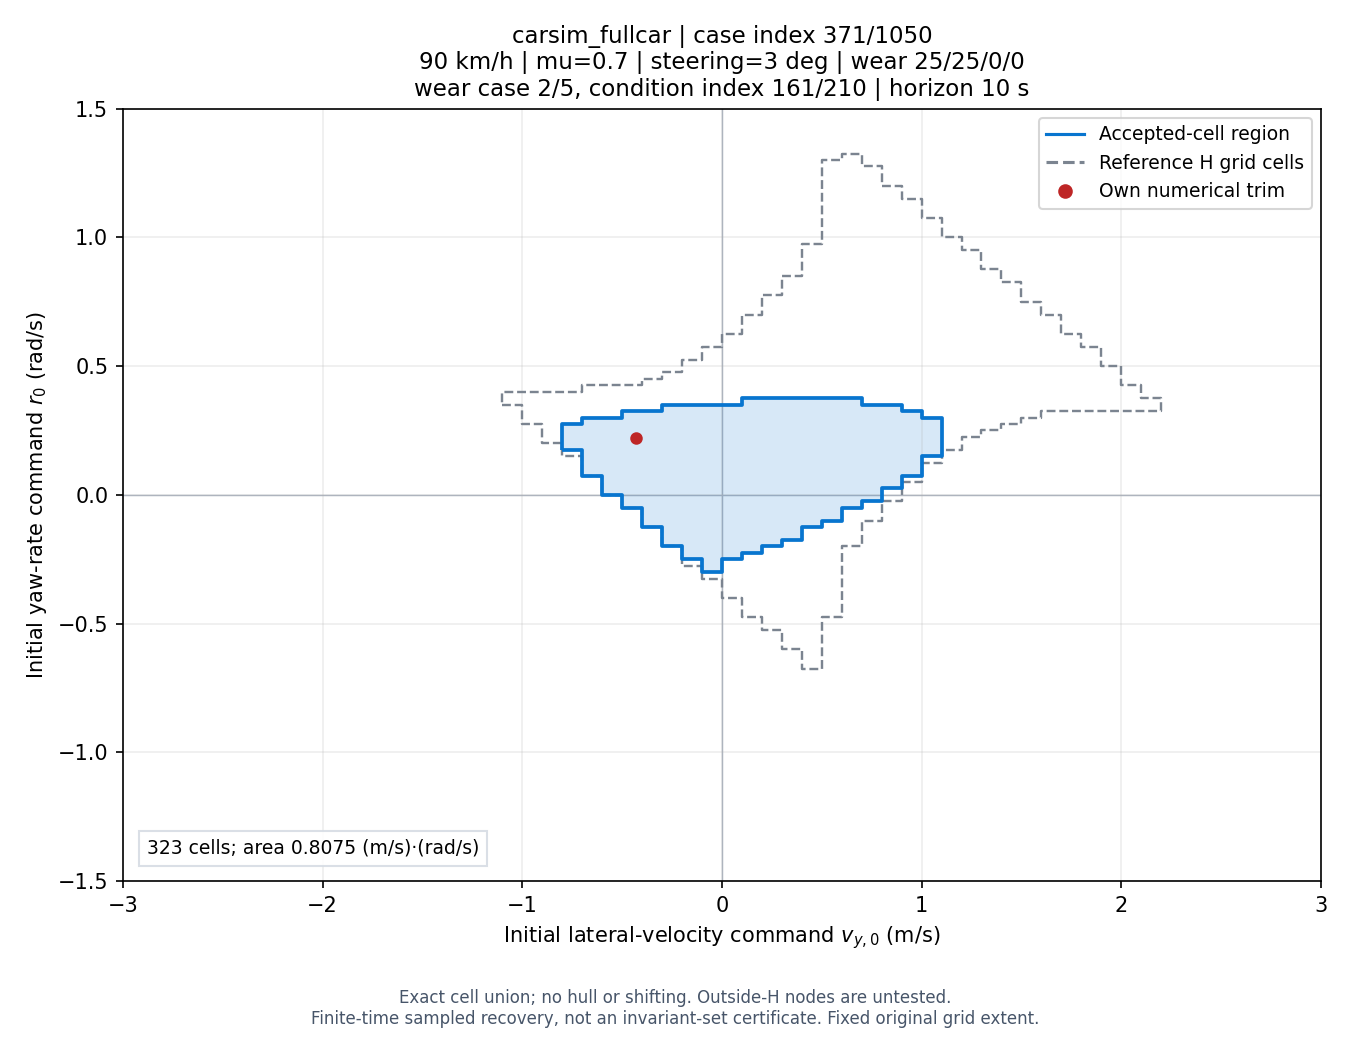 carsim_fullcar | case index 371/1050
90 km/h | mu=0.7 | steering=3 deg | wear 25/25/0/0
wear case 2/5, condition index 161/210 | horizon 10 s
Accepted-cell region
Reference H grid cells
Own numerical trim
1.5
1.0
0.5
0.0
−0.5
−1.0
−1.5
Initial yaw-rate command r₀ (rad/s)
323 cells; area 0.8075 (m/s)·(rad/s)
−3
−2
−1
0
1
2
3
Initial lateral-velocity command v_{y,0} (m/s)
Exact cell union; no hull or shifting. Outside-H nodes are untested.
Finite-time sampled recovery, not an invariant-set certificate. Fixed original grid extent.